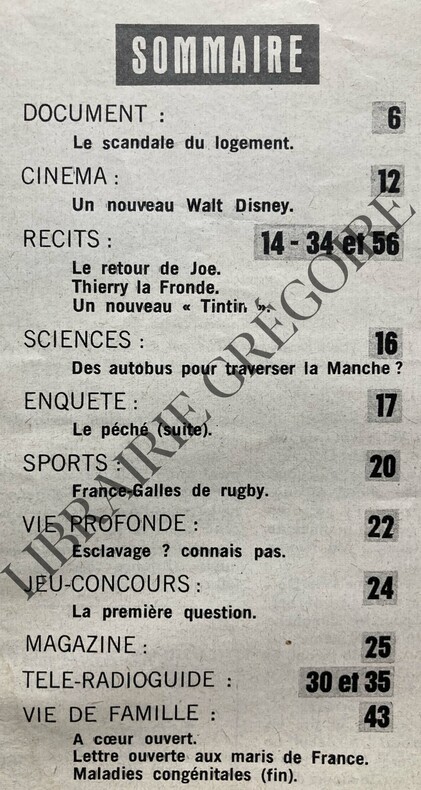 SOMMAIRE
DOCUMENT : 6
Le scandale du logement.
CINEMA : 12
Un nouveau Walt Disney.
RECITS : 14 - 34 et 56
Le retour de Joe.
Thierry la Fronde.
Un nouveau « Tintin ».
SCIENCES : 16
Des autobus pour traverser la Manche ?
ENQUETE : 17
Le péché (suite).
SPORTS : 20
France-Galles de rugby.
VIE PROFONDE : 22
Esclavage ? connais pas.
JEU-CONCOURS : 24
La première question.
MAGAZINE : 25
TELE-RADIOGUIDE : 30 et 35
VIE DE FAMILLE : 43
A cœur ouvert.
Lettre ouverte aux maris de France.
Maladies congénitales (fin).
LIBRAIRIE GRÉGOIRE